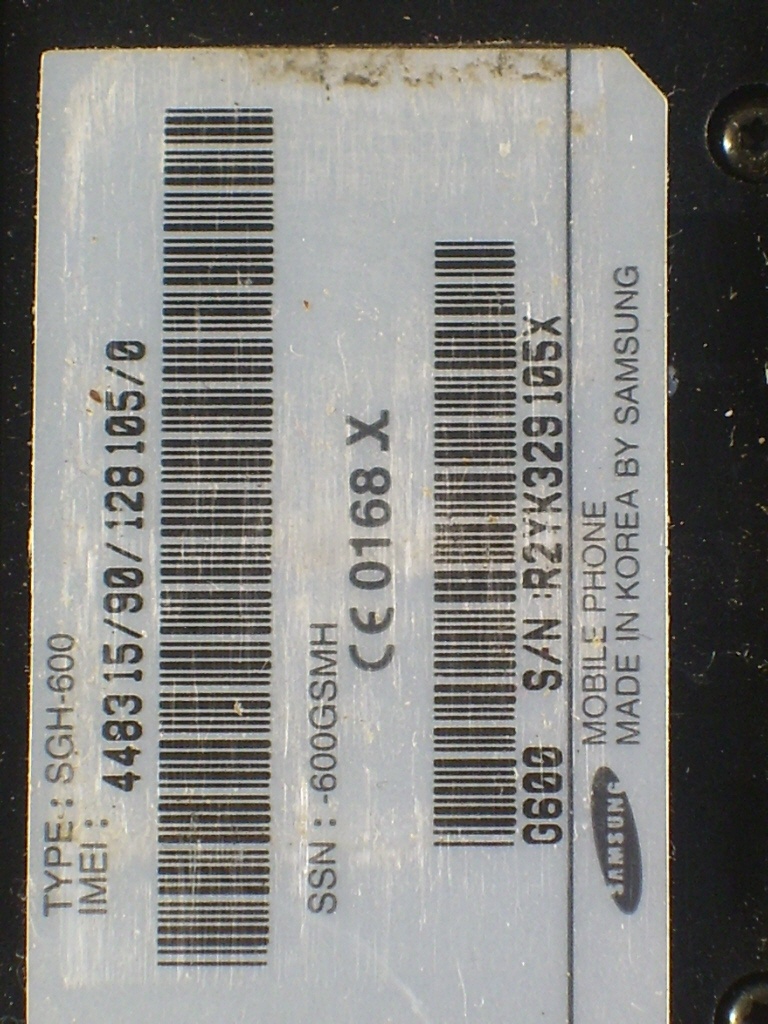 TYPE : SGH-600
IMEI :
448315/90/128105/0
SSN : -600GSMH
CE 0168 X
G600 S/N :R2YK329105X
SAMSUNG
MOBILE PHONE
MADE IN KOREA BY SAMSUNG